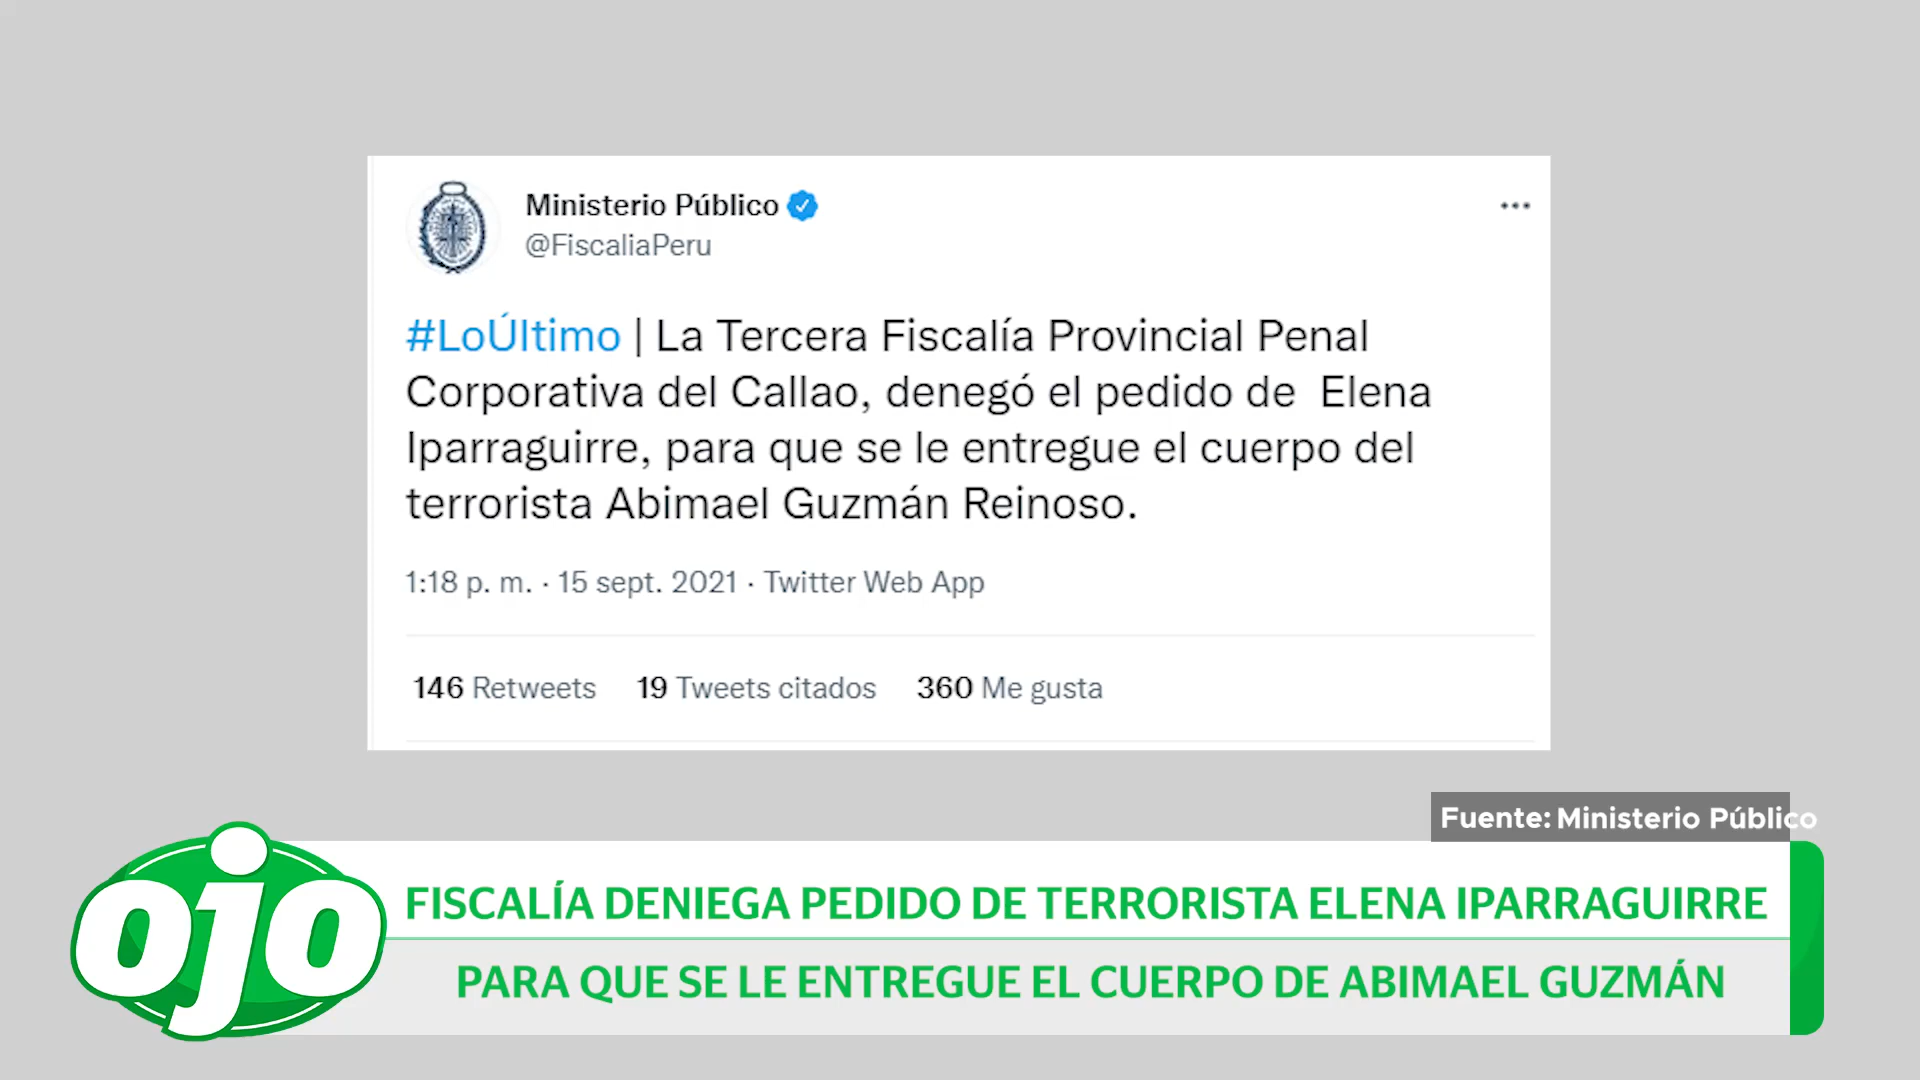 Ministerio Público
@FiscaliaPeru
#LoÚltimo | La Tercera Fiscalía Provincial Penal
Corporativa del Callao, denegó el pedido de  Elena
Iparraguirre, para que se le entregue el cuerpo del
terrorista Abimael Guzmán Reinoso.
1:18 p. m. · 15 sept. 2021 · Twitter Web App
146 Retweets 19 Tweets citados 360 Me gusta
Fuente: Ministerio Público
ojo
FISCALÍA DENIEGA PEDIDO DE TERRORISTA ELENA IPARRAGUIRRE
PARA QUE SE LE ENTREGUE EL CUERPO DE ABIMAEL GUZMÁN